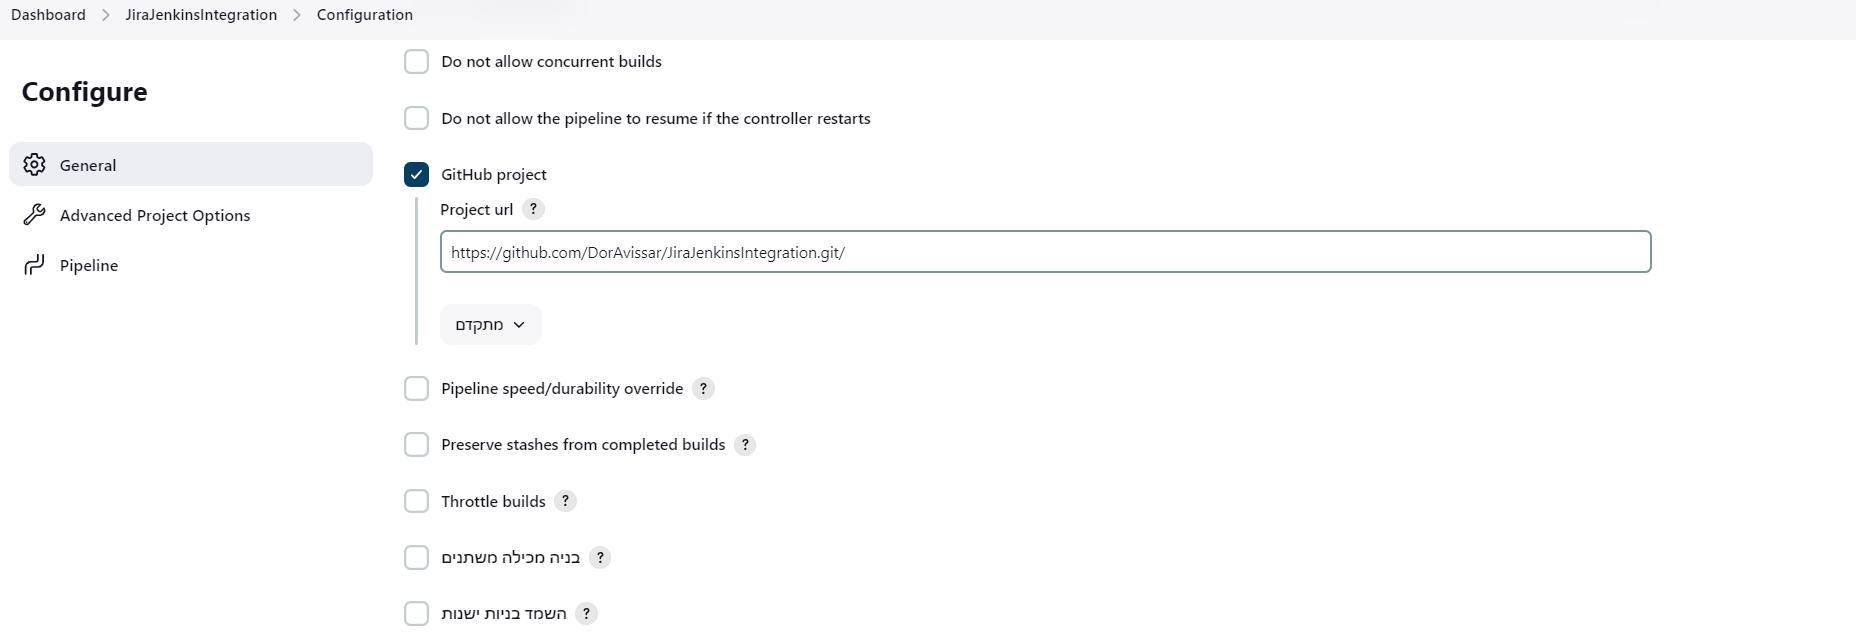 Dashboard > JiraJenkinsIntegration > Configuration
Configure
General
Advanced Project Options
Pipeline
Do not allow concurrent builds
Do not allow the pipeline to resume if the controller restarts
GitHub project
Project url ?
https://github.com/DorAvissar/JiraJenkinsIntegration.git/
מתקדם
Pipeline speed/durability override ?
Preserve stashes from completed builds ?
Throttle builds ?
בניה מכילה משתנים ?
השמד בניות ישנות ?